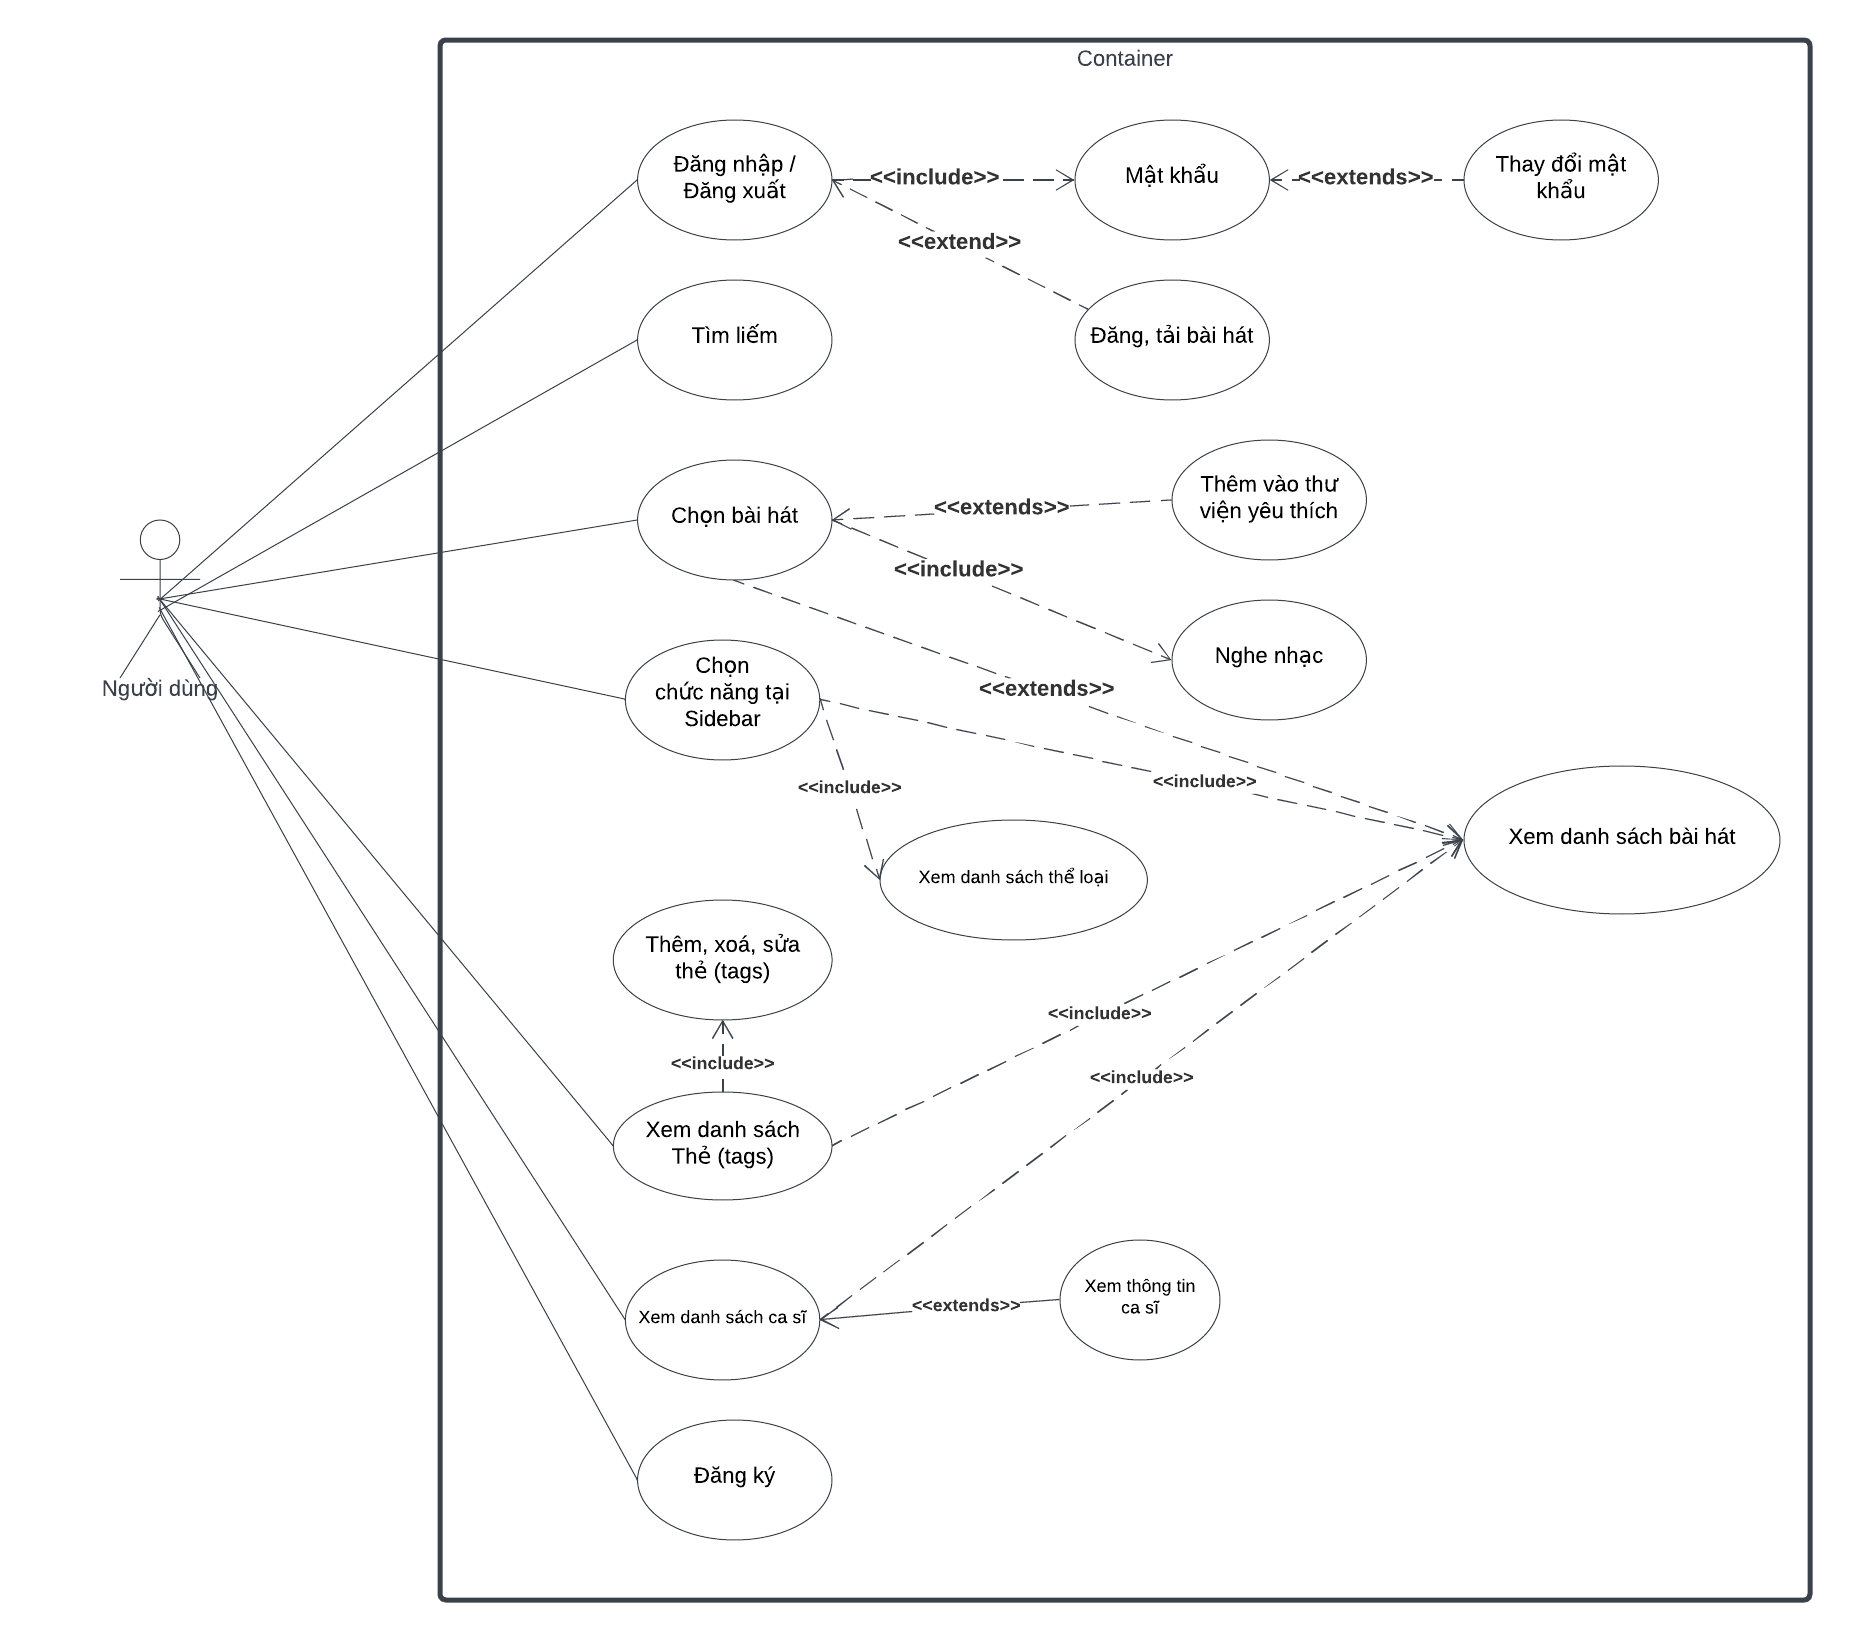 Container
Đăng nhập /
Đăng xuất
<<include>>
Mật khẩu
<<extends>>
Thay đổi mật
khẩu
<<extend>>
Tìm liếm
Đăng, tải bài hát
Chọn bài hát
<<extends>>
Thêm vào thư
viện yêu thích
<<include>>
Nghe nhạc
Người dùng
Chọn
chức năng tại
Sidebar
<<extends>>
<<include>>
<<include>>
Xem danh sách bài hát
Xem danh sách thể loại
Thêm, xoá, sửa
thẻ (tags)
<<include>>
<<include>>
<<include>>
Xem danh sách
Thẻ (tags)
Xem danh sách ca sĩ
<<extends>>
Xem thông tin
ca sĩ
Đăng ký